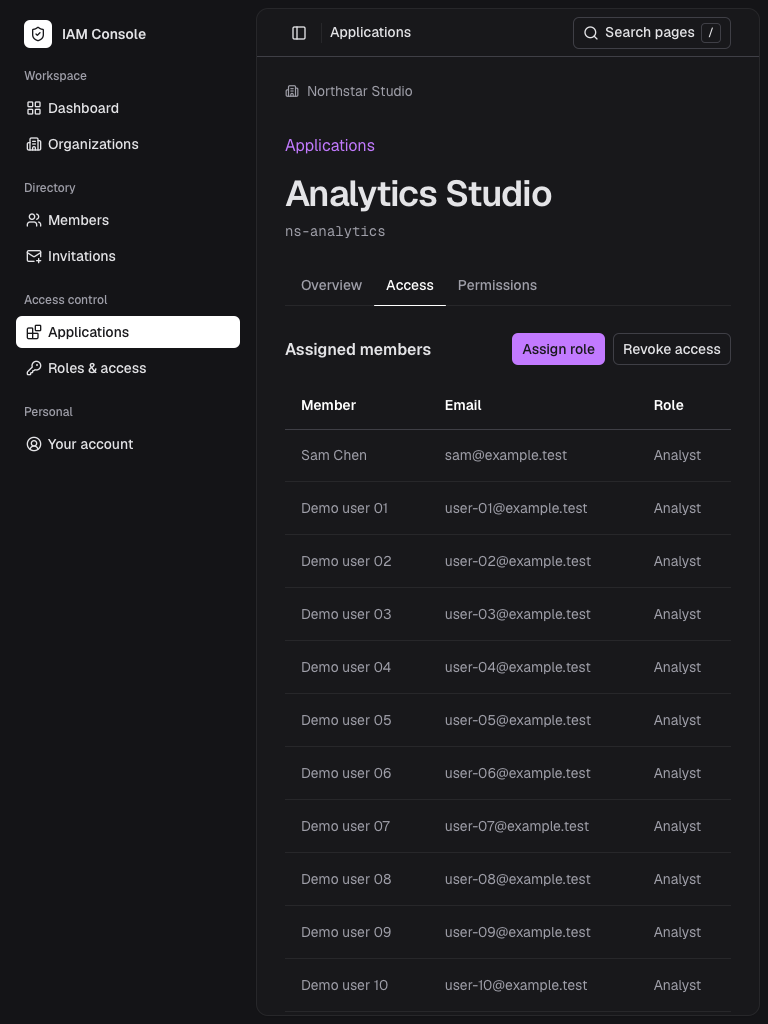 IAM Console
Workspace
Dashboard
Organizations
Directory
Members
Invitations
Access control
Applications
Roles & access
Personal
Your account
Applications
Search pages /
Northstar Studio
Applications
Analytics Studio
ns-analytics
Overview Access Permissions
Assigned members Assign role Revoke access
Member Email Role
Sam Chen sam@example.test Analyst
Demo user 01 user-01@example.test Analyst
Demo user 02 user-02@example.test Analyst
Demo user 03 user-03@example.test Analyst
Demo user 04 user-04@example.test Analyst
Demo user 05 user-05@example.test Analyst
Demo user 06 user-06@example.test Analyst
Demo user 07 user-07@example.test Analyst
Demo user 08 user-08@example.test Analyst
Demo user 09 user-09@example.test Analyst
Demo user 10 user-10@example.test Analyst